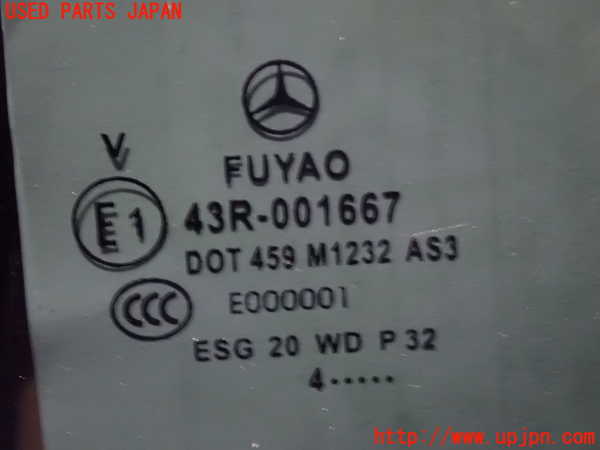 USED PARTS JAPAN
V
FUYAO
E1 43R-001667
DOT 459 M1232 AS3
CCC E000001
ESG 20 WD P 32
4·····
http://www.upjpn.com/